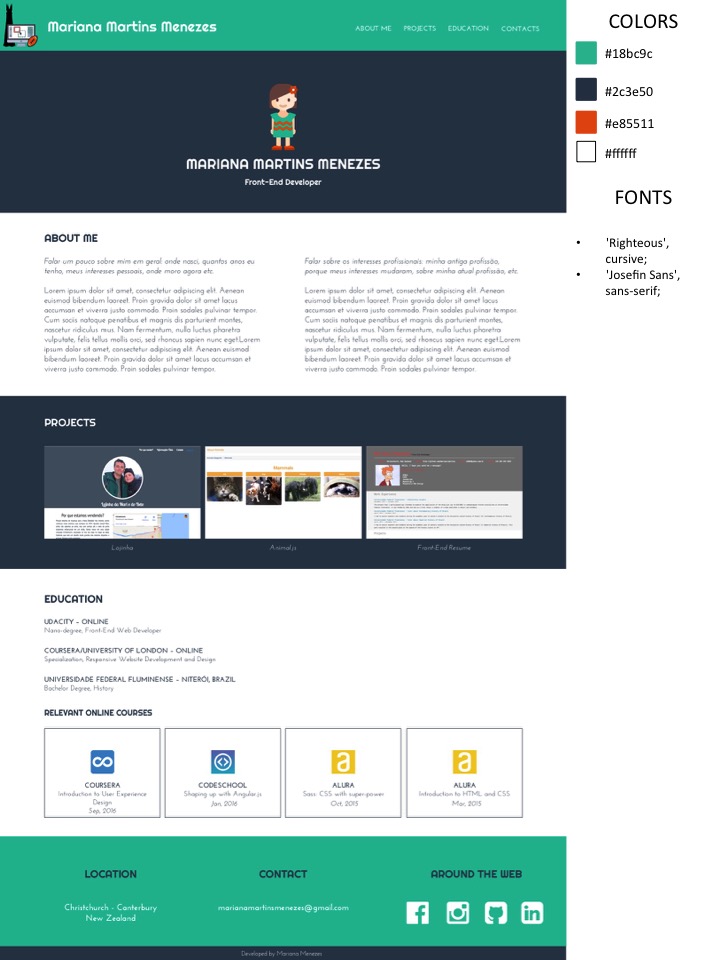 Mariana Martins Menezes
ABOUT ME PROJECTS EDUCATION CONTACTS
MARIANA MARTINS MENEZES
Front-End Developer
ABOUT ME
Falar um pouco sobre mim em geral: onde nasci, quantos anos eu
tenho, meus interesses pessoais, onde moro agora etc.
Lorem ipsum dolor sit amet, consectetur adipiscing elit. Aenean
euismod bibendum laoreet. Proin gravida dolor sit amet lacus
accumsan et viverra justo commodo. Proin sodales pulvinar tempor.
Cum sociis natoque penatibus et magnis dis parturient montes,
nascetur ridiculus mus. Nam fermentum, nulla luctus pharetra
vulputate, felis tellus mollis orci, sed rhoncus sapien nunc eget.Lorem
ipsum dolor sit amet, consectetur adipiscing elit. Aenean euismod
bibendum laoreet. Proin gravida dolor sit amet lacus accumsan et
viverra justo commodo. Proin sodales pulvinar tempor.
Falar sobre os interesses profissionais: minha antiga profissão,
porque meus interesses mudaram, sobre minha atual profissão, etc.
Lorem ipsum dolor sit amet, consectetur adipiscing elit. Aenean
euismod bibendum laoreet. Proin gravida dolor sit amet lacus
accumsan et viverra justo commodo. Proin sodales pulvinar tempor.
Cum sociis natoque penatibus et magnis dis parturient montes,
nascetur ridiculus mus. Nam fermentum, nulla luctus pharetra
vulputate, felis tellus mollis orci, sed rhoncus sapien nunc eget.Lorem
ipsum dolor sit amet, consectetur adipiscing elit. Aenean euismod
bibendum laoreet. Proin gravida dolor sit amet lacus accumsan et
viverra justo commodo. Proin sodales pulvinar tempor.
PROJECTS
Lojinha
Animal.js
Front-End Resume
EDUCATION
UDACITY - ONLINE
Nano-degree, Front-End Web Developer
COURSERA/UNIVERSITY OF LONDON - ONLINE
Specialization, Responsive Website Development and Design
UNIVERSIDADE FEDERAL FLUMINENSE - NITERÓI, BRAZIL
Bachelor Degree, History
RELEVANT ONLINE COURSES
COURSERA
Introduction to User Experience
Design
Sep, 2016
CODESCHOOL
Shaping up with Angular.js
Jan, 2016
ALURA
Sass: CSS with super-power
Oct, 2015
ALURA
Introduction to HTML and CSS
Mar, 2015
LOCATION
Christchurch - Canterbury
New Zealand
CONTACT
marianamartinsmenezes@gmail.com
AROUND THE WEB
Developed by Mariana Menezes
COLORS
#18bc9c
#2c3e50
#e85511
#ffffff
FONTS
• 'Righteous',
cursive;
• 'Josefin Sans',
sans-serif;